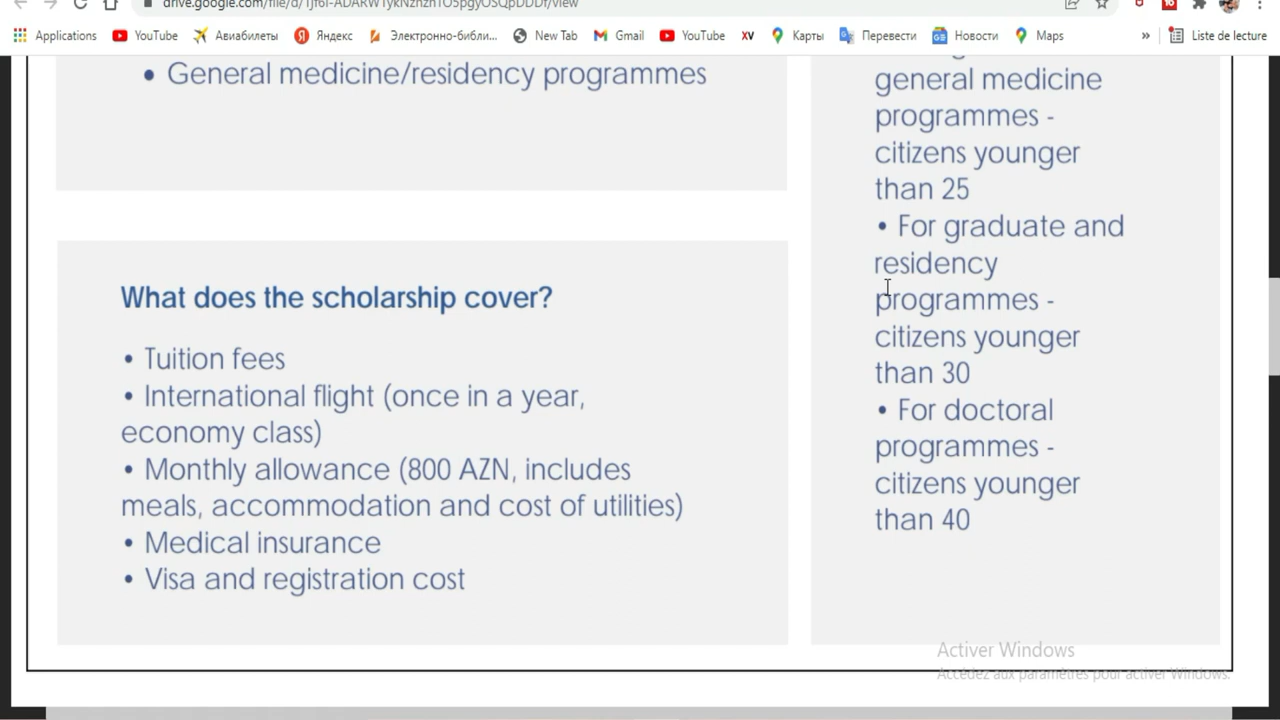 drive.google.com/file/d/
Applications
YouTube
Авиабилеты
Яндекс
Электронно-библи...
New Tab
Gmail
YouTube
XV
Карты
Перевести
Новости
Maps
»
Liste de lecture
• General medicine/residency programmes
What does the scholarship cover?
• Tuition fees
• International flight (once in a year,
economy class)
• Monthly allowance (800 AZN, includes
meals, accommodation and cost of utilities)
• Medical insurance
• Visa and registration cost
general medicine
programmes -
citizens younger
than 25
• For graduate and
residency
programmes -
citizens younger
than 30
• For doctoral
programmes -
citizens younger
than 40
Activer Windows
Accédez aux paramètres pour activer Windows.